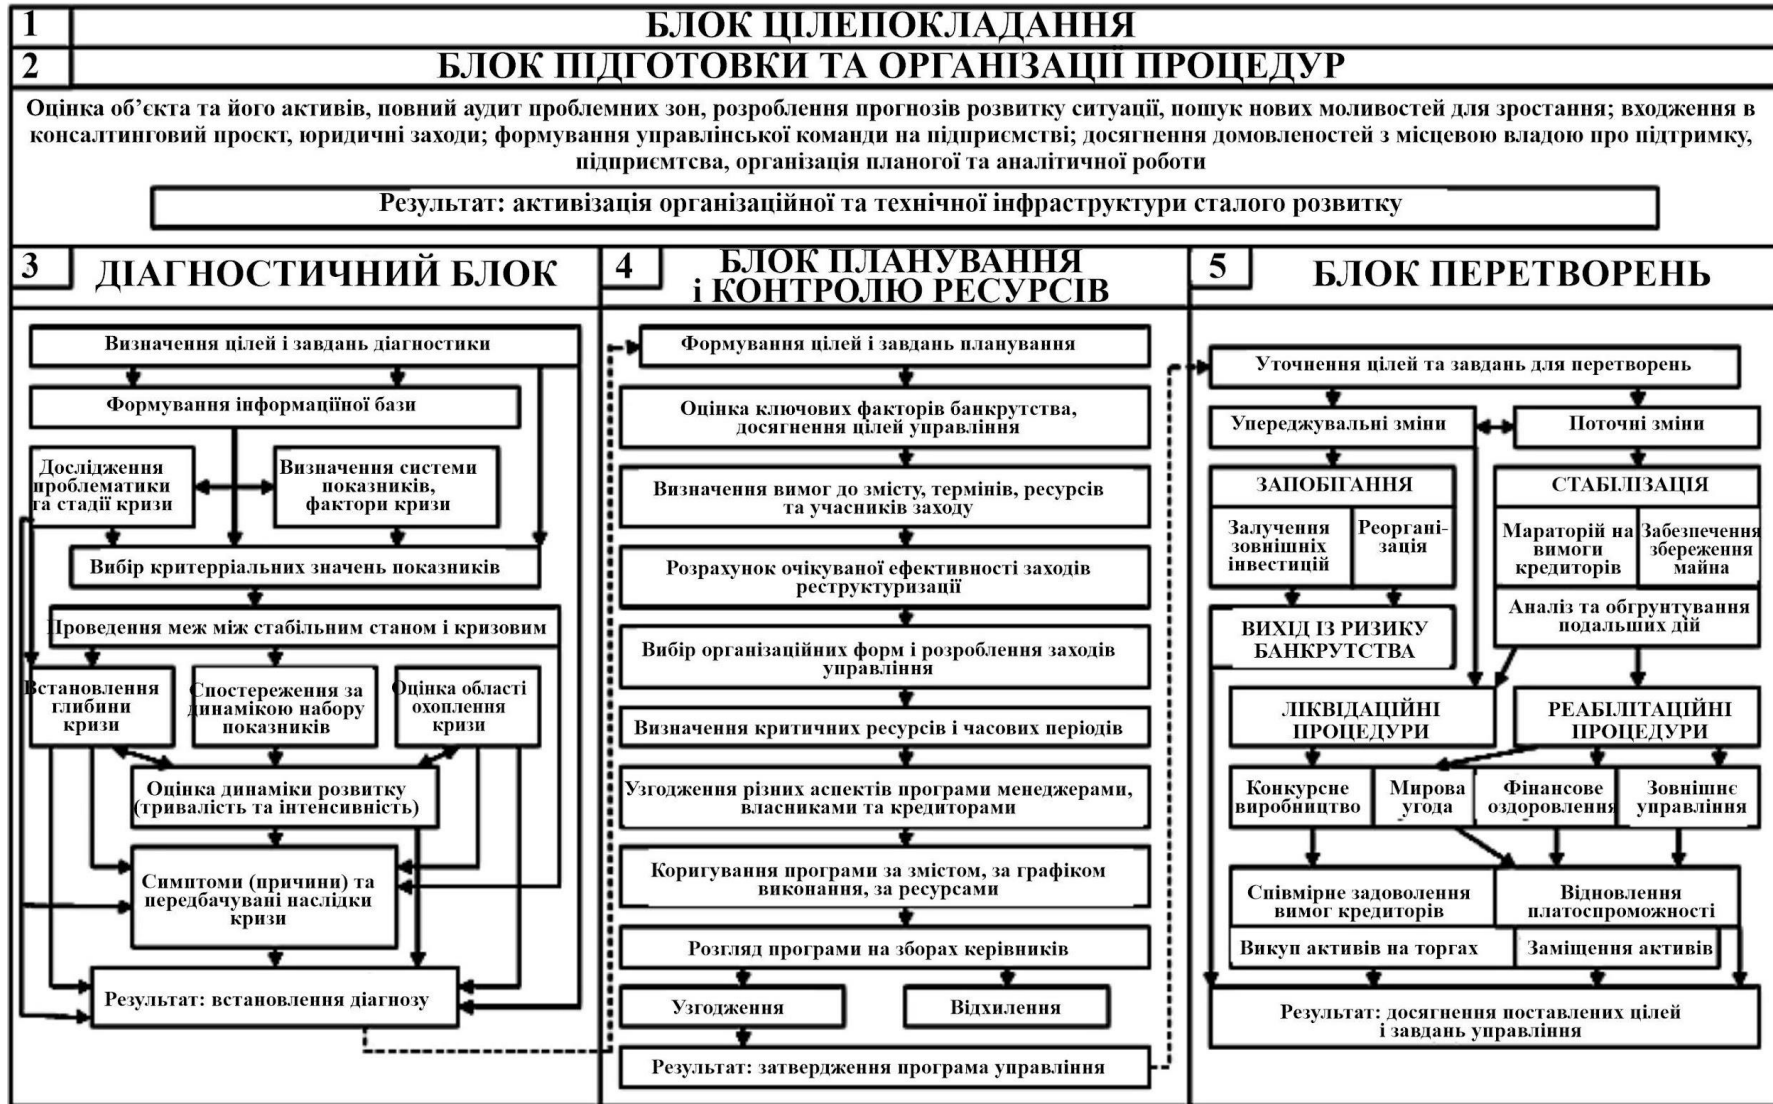 1
БЛОК ЦІЛЕПОКЛАДАННЯ
2
БЛОК ПІДГОТОВКИ ТА ОРГАНІЗАЦІЇ ПРОЦЕДУР
Оцінка об’єкта та його активів, повний аудит проблемних зон, розроблення прогнозів розвитку ситуації, пошук нових моливостей для зростання; входження в
консалтинговий проєкт, юридичні заходи; формування управлінської команди на підприємстві; досягнення домовленостей з місцевою владою про підтримку,
підприємтсва, організація планогої та аналітичної роботи
Результат: активізація організаційної та технічної інфраструктури сталого розвитку
3
ДІАГНОСТИЧНИЙ БЛОК
Визначення цілей і завдань діагностики
Формування інформаціїної бази
Дослідження
проблематики
та стадії кризи
Визначення системи
показників,
фактори кризи
Вибір критерріальних значень показників
Проведення меж між стабільним станом і кризовим
Встановлення
глибини
кризи
Спостереження за
динамікою набору
показників
Оцінка області
охоплення
кризи
Оцінка динаміки розвитку
(тривалість та інтенсивність)
Симптоми (причини) та
передбачувані наслідки
кризи
Результат: встановлення діагнозу
4
БЛОК ПЛАНУВАННЯ
і КОНТРОЛЮ РЕСУРСІВ
Формування цілей і завдань планування
Оцінка ключових факторів банкрутства,
досягнення цілей управління
Визначення вимог до змісту, термінів, ресурсів
та учасників заходу
Розрахунок очікуваної ефективності заходів
реструктуризації
Вибір організаційних форм і розроблення заходів
управління
Визначення критичних ресурсів і часових періодів
Узгодження різних аспектів програми менеджерами,
власниками та кредиторами
Коригування програми за змістом, за графіком
виконання, за ресурсами
Розгляд програми на зборах керівників
Узгодження
Відхилення
Результат: затвердження програма управління
5
БЛОК ПЕРЕТВОРЕНЬ
Уточнення цілей та завдань для перетворень
Упереджувальні зміни
Поточні зміни
ЗАПОБІГАННЯ
Залучення
зовнішніх
інвестицій
Реоргані-
зація
СТАБІЛІЗАЦІЯ
Мараторій на
вимоги
кредиторів
Забезпечення
збереження
майна
ВИХІД ІЗ РИЗИКУ
БАНКРУТСТВА
Аналіз та обгрунтування
подальших дій
ЛІКВІДАЦІЙНІ
ПРОЦЕДУРИ
РЕАБІЛІТАЦІЙНІ
ПРОЦЕДУРИ
Конкурсне
виробництво
Мирова
угода
Фінансове
оздоровлення
Зовнішнє
управління
Співмірне задоволення
вимог кредиторів
Відновлення
платоспроможності
Викуп активів на торгах
Заміщення активів
Результат: досягнення поставлених цілей
і завдань управління